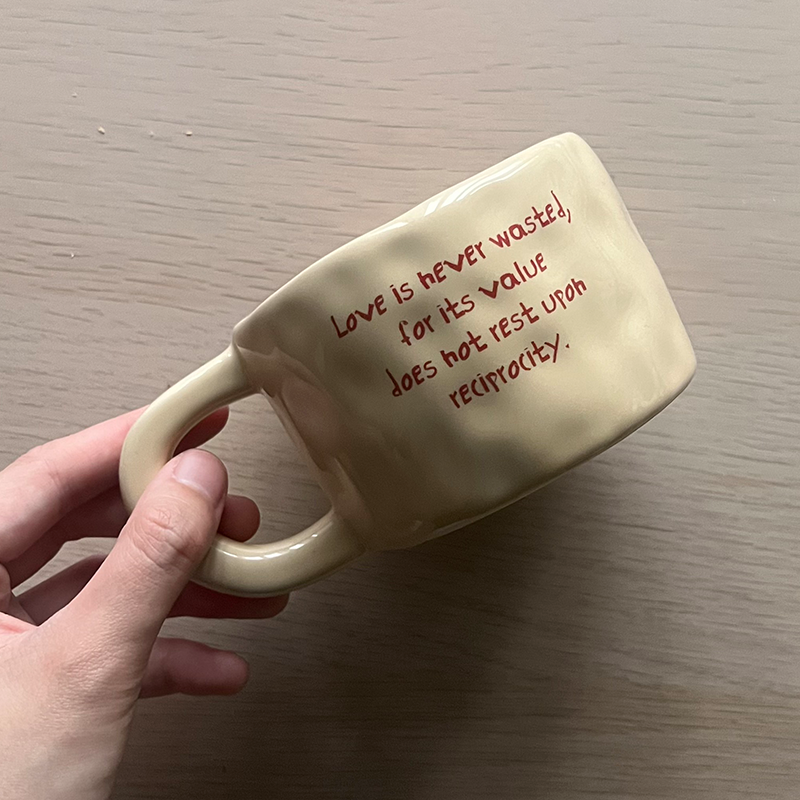 Love is never wasted,
for its value
does not rest upon
reciprocity.